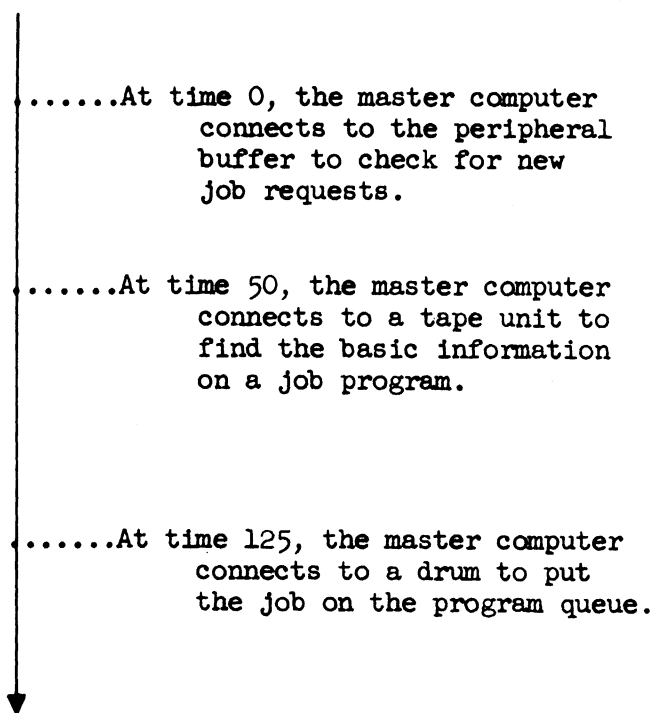 .......At time 0, the master computer
connects to the peripheral
buffer to check for new
job requests.
.......At time 50, the master computer
connects to a tape unit to
find the basic information
on a job program.
.......At time 125, the master computer
connects to a drum to put
the job on the program queue.